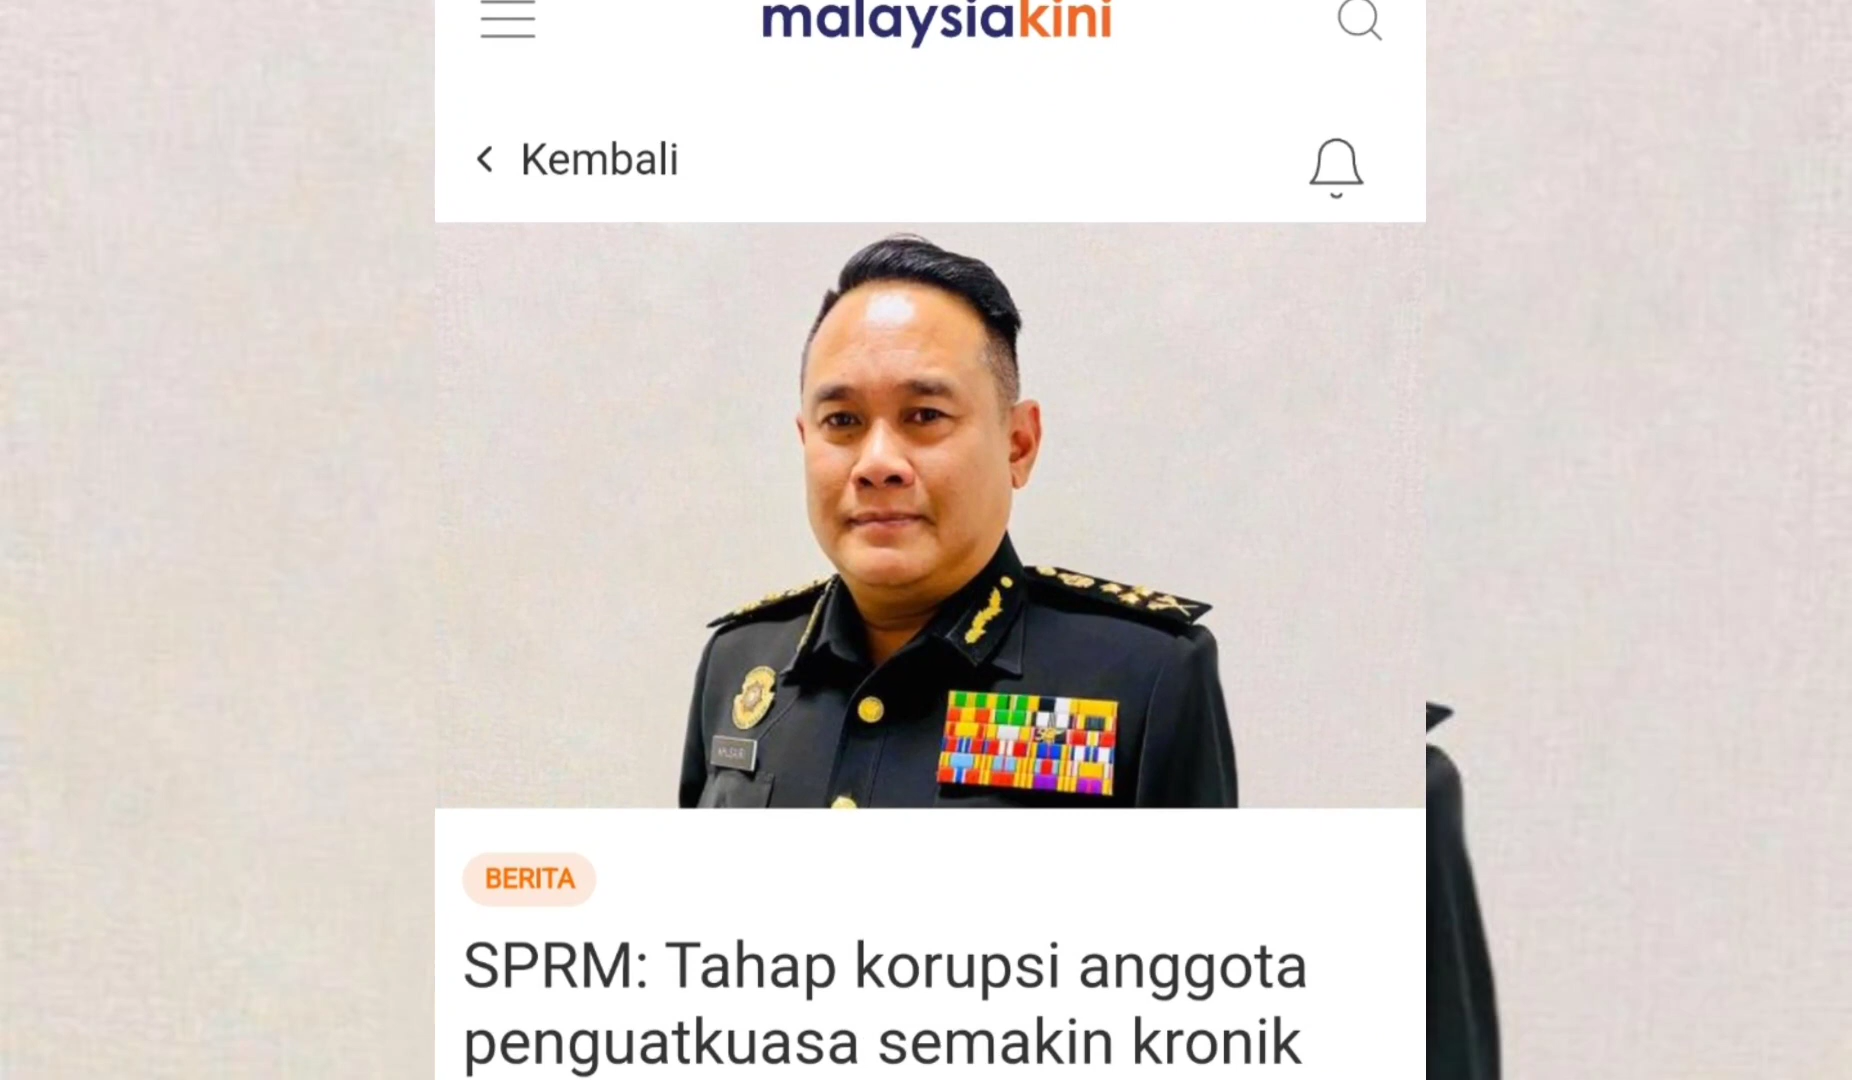 malaysiakini
Kembali
BERITA
SPRM: Tahap korupsi anggota
penguatkuasa semakin kronik